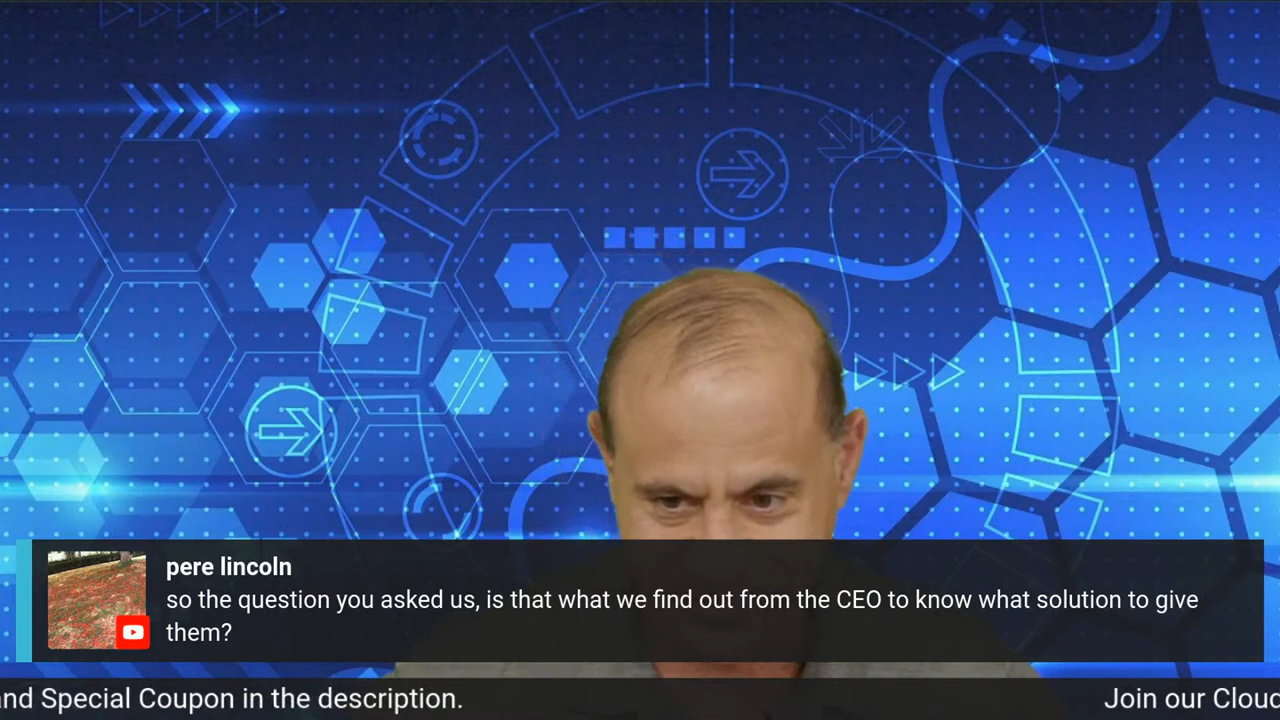 pere lincoln
so the question you asked us, is that what we find out from the CEO to know what solution to give
them?
and Special Coupon in the description.
Join our Cloud